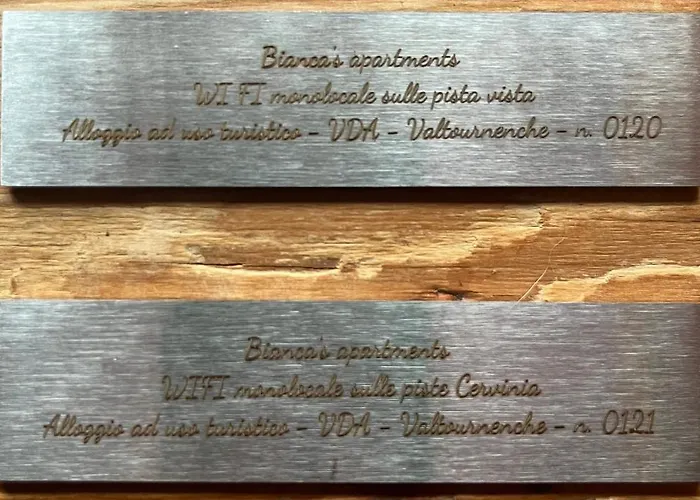 Bianca's apartments
WI FI monolocale sulle pista vista
Alloggio ad uso turistico - VDA - Valtournenche - n. 0120
Bianca's apartments
WIFI monolocale sulle piste Cervinia
Alloggio ad uso turistico - VDA - Valtournenche - n. 0121